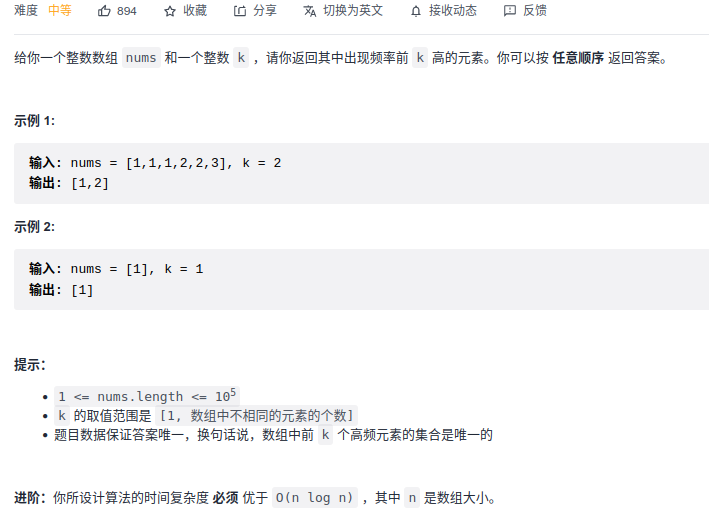 难度 中等 894 收藏 分享 切换为英文 接收动态 反馈
给你一个整数数组 nums 和一个整数 k ，请你返回其中出现频率前 k 高的元素。你可以按 任意顺序 返回答案。
示例 1:
输入: nums = [1,1,1,2,2,3], k = 2
输出: [1,2]
示例 2:
输入: nums = [1], k = 1
输出: [1]
提示：
• 1 <= nums.length <= 10⁵
• k 的取值范围是 [1, 数组中不相同的元素的个数]
• 题目数据保证答案唯一，换句话说，数组中前 k 个高频元素的集合是唯一的
进阶：你所设计算法的时间复杂度 必须 优于 O(n log n) ，其中 n 是数组大小。